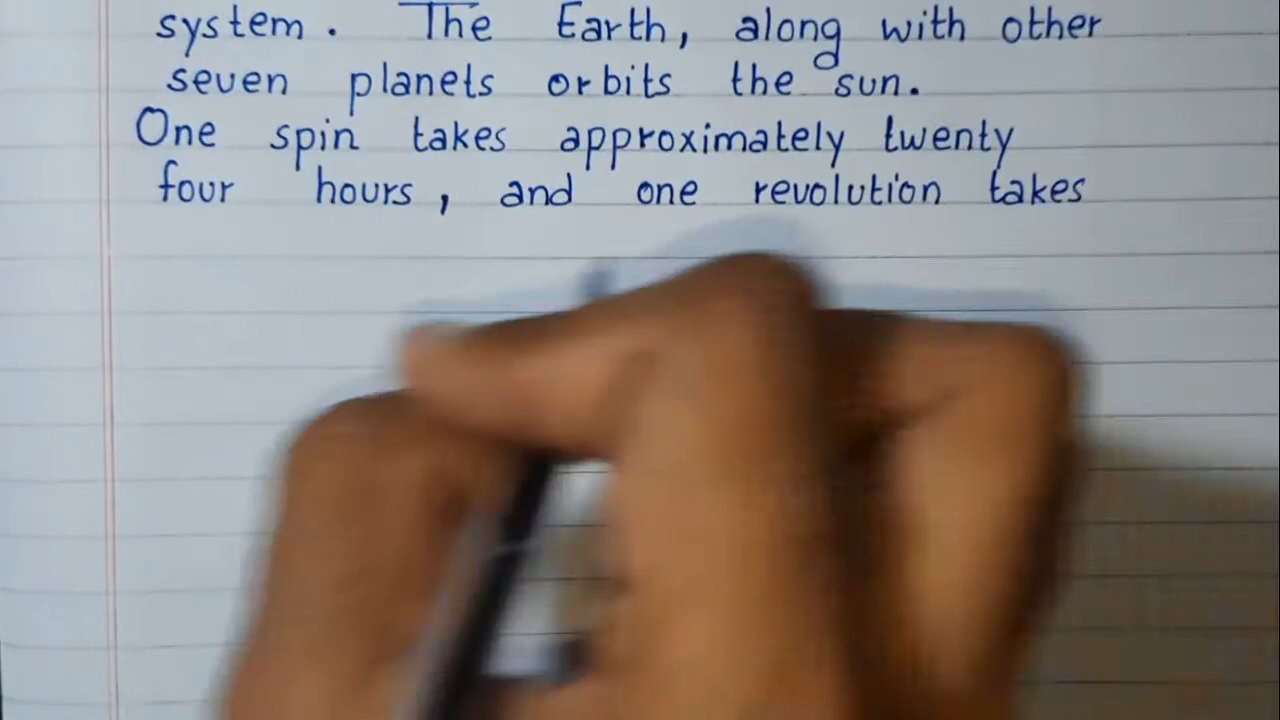 system. The Earth, along with other
seven planets orbits the sun.
One spin takes approximately twenty
four hours, and one revolution takes